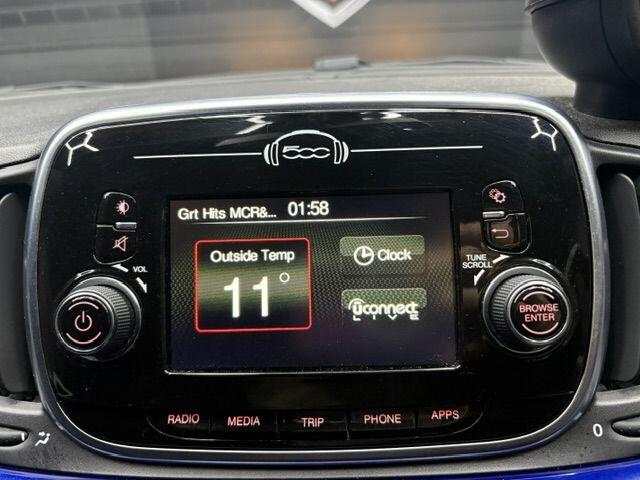 500
Grt Hits MCR&... 01:58
Outside Temp
11°
Clock
Uconnect
LIVE
VOL
TUNE
SCROLL
BROWSE
ENTER
RADIO MEDIA TRIP PHONE APPS
0